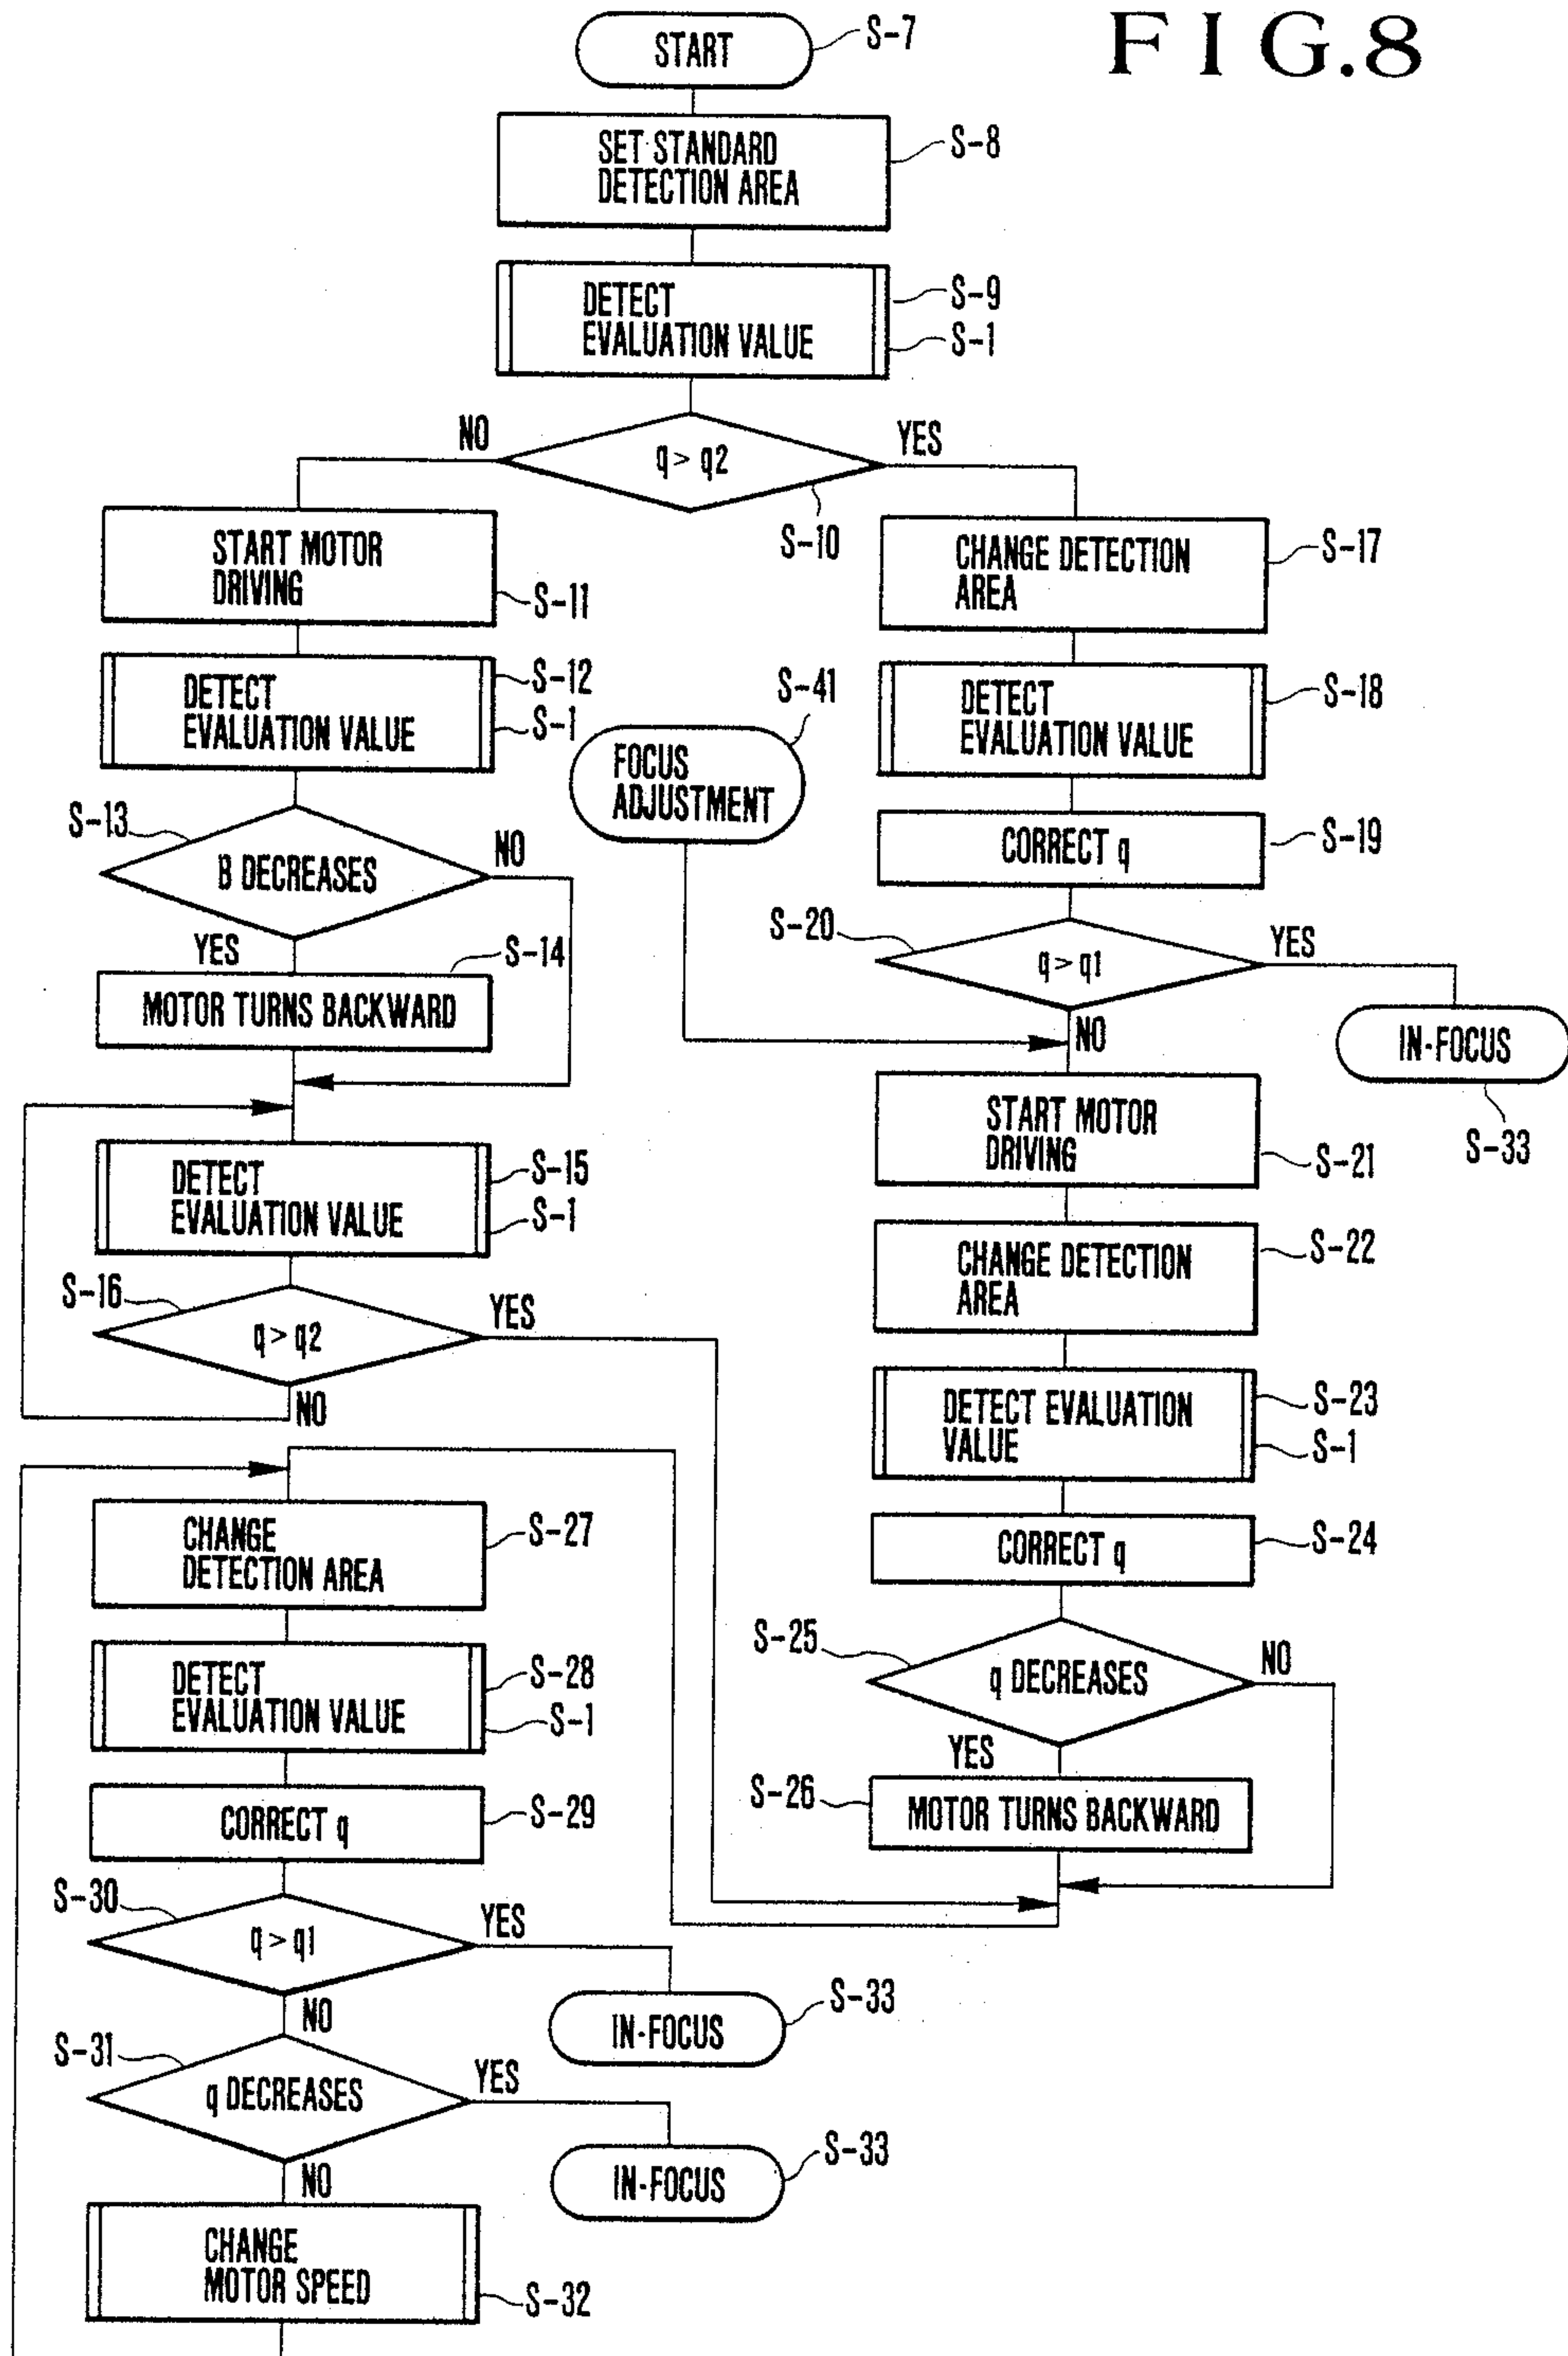 FIG.8
START
S-7
SET STANDARD
DETECTION AREA
S-8
DETECT
EVALUATION VALUE
S-9
S-1
NO
q > q2
YES
S-10
START MOTOR
DRIVING
S-11
DETECT
EVALUATION VALUE
S-12
S-1
S-13
B DECREASES
NO
YES
S-14
MOTOR TURNS BACKWARD
DETECT
EVALUATION VALUE
S-15
S-1
S-16
q > q2
YES
NO
CHANGE DETECTION
AREA
S-17
DETECT
EVALUATION VALUE
S-18
S-41
FOCUS
ADJUSTMENT
CORRECT q
S-19
S-20
q > q1
YES
NO
IN-FOCUS
S-33
START MOTOR
DRIVING
S-21
CHANGE DETECTION
AREA
S-22
DETECT EVALUATION
VALUE
S-23
S-1
CORRECT q
S-24
S-25
q DECREASES
NO
YES
S-26
MOTOR TURNS BACKWARD
CHANGE
DETECTION AREA
S-27
DETECT
EVALUATION VALUE
S-28
S-1
CORRECT q
S-29
S-30
q > q1
YES
NO
IN-FOCUS
S-33
S-31
q DECREASES
YES
NO
IN-FOCUS
S-33
CHANGE
MOTOR SPEED
S-32